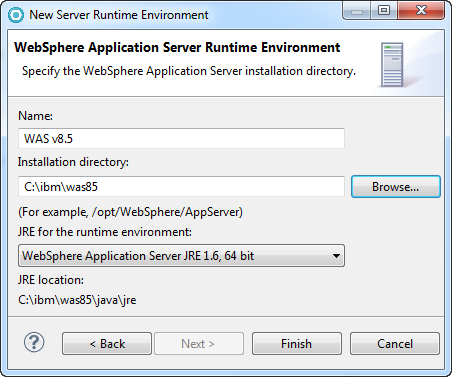 New Server Runtime Environment
WebSphere Application Server Runtime Environment
Specify the WebSphere Application Server installation directory.
Name:
WAS v8.5
Installation directory:
C:\ibm\was85
Browse...
(For example, /opt/WebSphere/AppServer)
JRE for the runtime environment:
WebSphere Application Server JRE 1.6, 64 bit
JRE location:
C:\ibm\was85\java\jre
? < Back Next > Finish Cancel